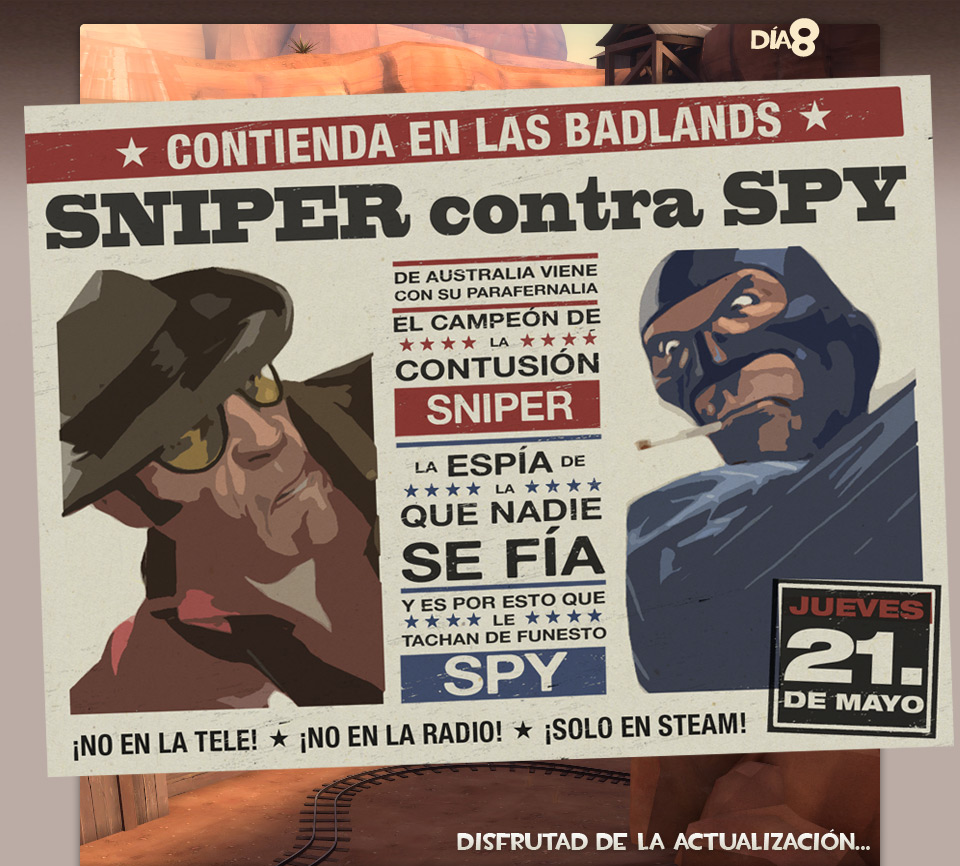 DÍA 8
★ CONTIENDA EN LAS BADLANDS ★
SNIPER contra SPY
DE AUSTRALIA VIENE
CON SU PARAFERNALIA
EL CAMPEÓN DE
★★★★ LA ★★★★
CONTUSIÓN
SNIPER
LA ESPÍA DE
★★★★ LA ★★★★
QUE NADIE
SE FÍA
Y ES POR ESTO QUE
★★★★ LE ★★★★
TACHAN DE FUNESTO
SPY
JUEVES
21.
DE MAYO
¡NO EN LA TELE! ★ ¡NO EN LA RADIO! ★ ¡SOLO EN STEAM!
DISFRUTAD DE LA ACTUALIZACIÓN...